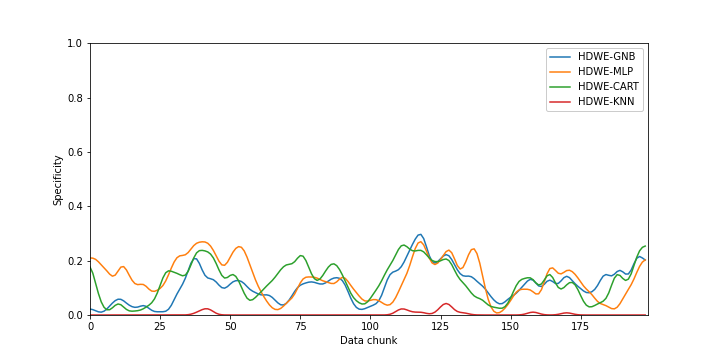 1.0
0.8
0.6
0.4
0.2
0.0
Specificity
0 25 50 75 100 125 150 175
Data chunk
HDWE-GNB
HDWE-MLP
HDWE-CART
HDWE-KNN